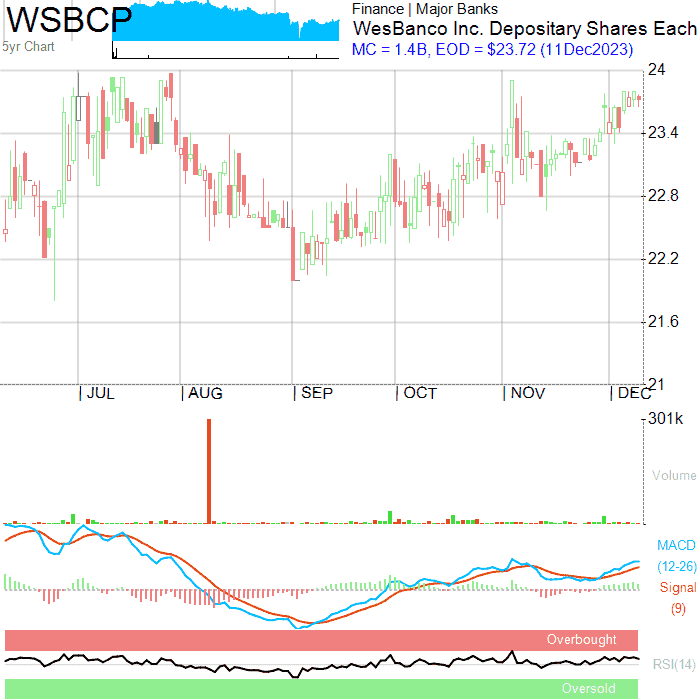 WSBCP
5yr Chart
Finance | Major Banks
WesBanco Inc. Depositary Shares Each
MC = 1.4B, EOD = $23.72 (11Dec2023)
24
23.4
22.8
22.2
21.6
21
JUL
AUG
SEP
OCT
NOV
DEC
301k
Volume
MACD
(12-26)
Signal
(9)
Overbought
RSI(14)
Oversold